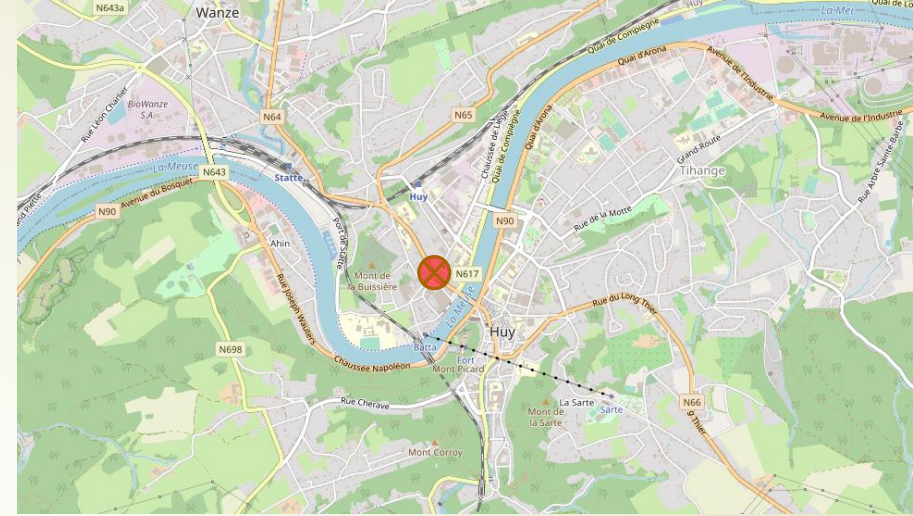 N643a
Wanze
La Meu
Quai de Compiègne
Quai d'Arona
Avenue de l'Industrie
Rue Léon Charlier
BioWanze
S.A.
N64
N65
Avenue de l'Industrie
Chaussée de Liège
Quai de Compiègne
Quai d'Arona
Grand-Route
La Meuse
N643
Statte
Tihange
Rue Arbre Sainte-Barbe
Avenue du Bosquet
N90
Huy
N90
Rue de la Motte
Port de Statte
Ahin
Mont de
la Buissière
N617
Rue Joseph Wauters
La Meuse
Rue du Long Thier
Huy
N698
Batta
Fort
Mont Picard
Chaussée Napoléon
Rue Cherave
La Sarte
Sarte
N66
g Thier
Mont de
la Sarte
Mont Corroy